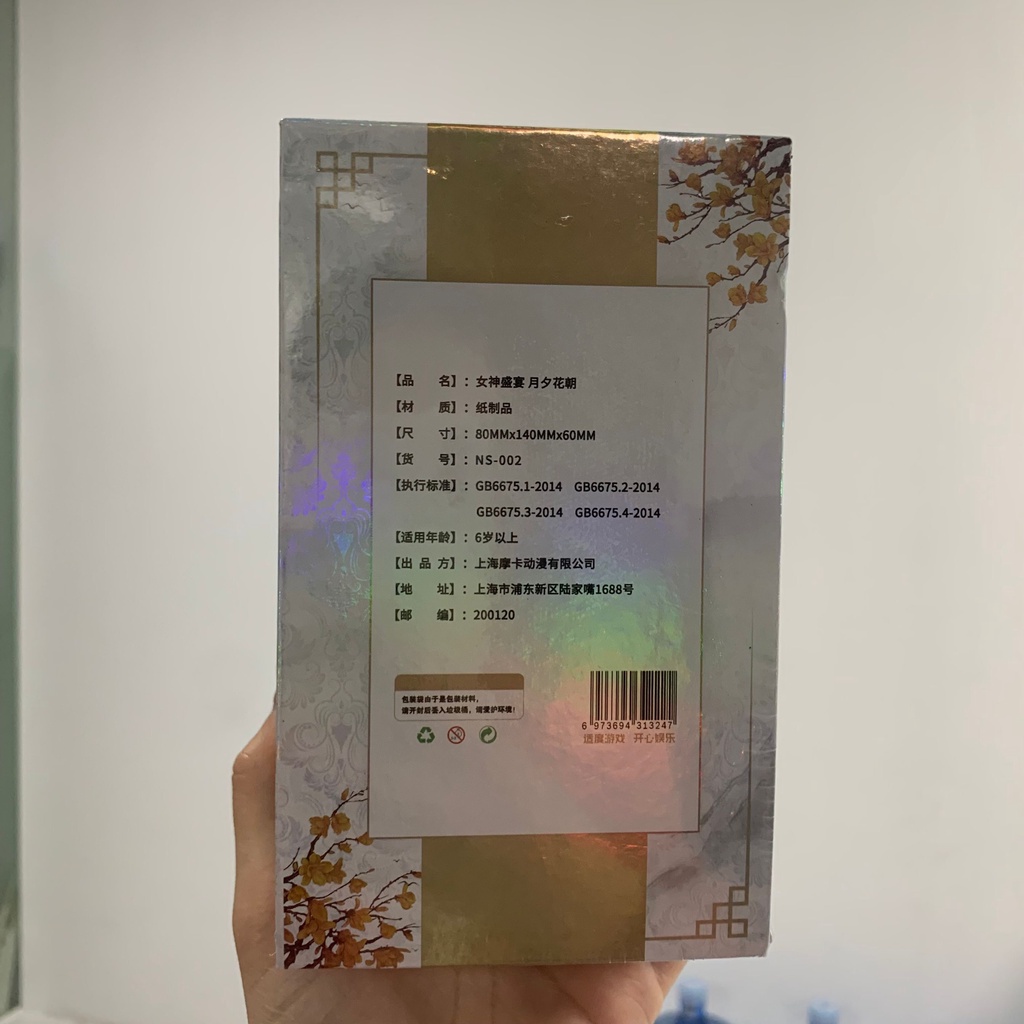 【品 名】：女神盛宴 月夕花朝
【材 质】：纸制品
【尺 寸】：80MMx140MMx60MM
【货 号】：NS-002
【执行标准】：GB6675.1-2014 GB6675.2-2014
GB6675.3-2014 GB6675.4-2014
【适用年龄】：6岁以上
【出 品 方】：上海摩卡动漫有限公司
【地 址】：上海市浦东新区陆家嘴1688号
【邮 编】：200120
包装袋由于是包装材料，
请开封后丢入垃圾桶，请爱护环境！
6 973694 313247
适度游戏 开心娱乐